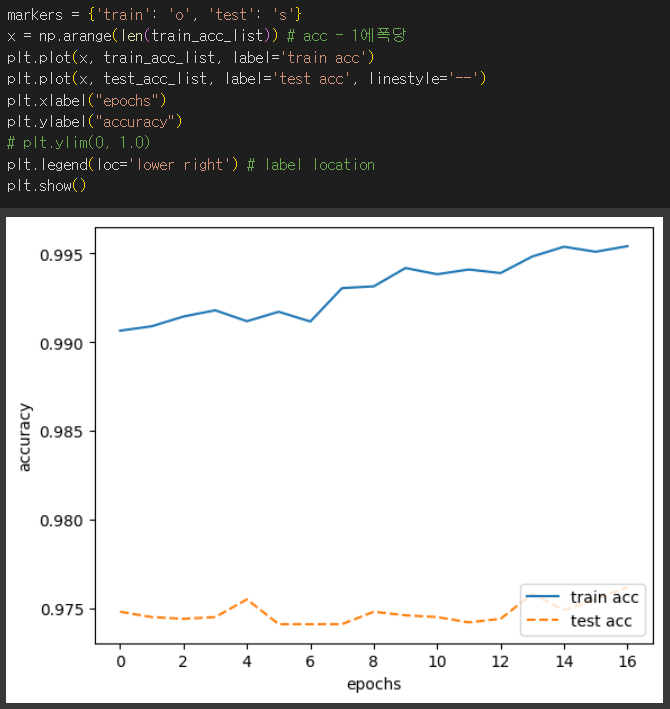 markers = {'train': 'o', 'test': 's'}
x = np.arange(len(train_acc_list)) # acc - 1에폭당
plt.plot(x, train_acc_list, label='train acc')
plt.plot(x, test_acc_list, label='test acc', linestyle='--')
plt.xlabel("epochs")
plt.ylabel("accuracy")
# plt.ylim(0, 1.0)
plt.legend(loc='lower right') # label location
plt.show()
0.995
0.990
0.985
0.980
0.975
accuracy
train acc
test acc
0 2 4 6 8 10 12 14 16
epochs